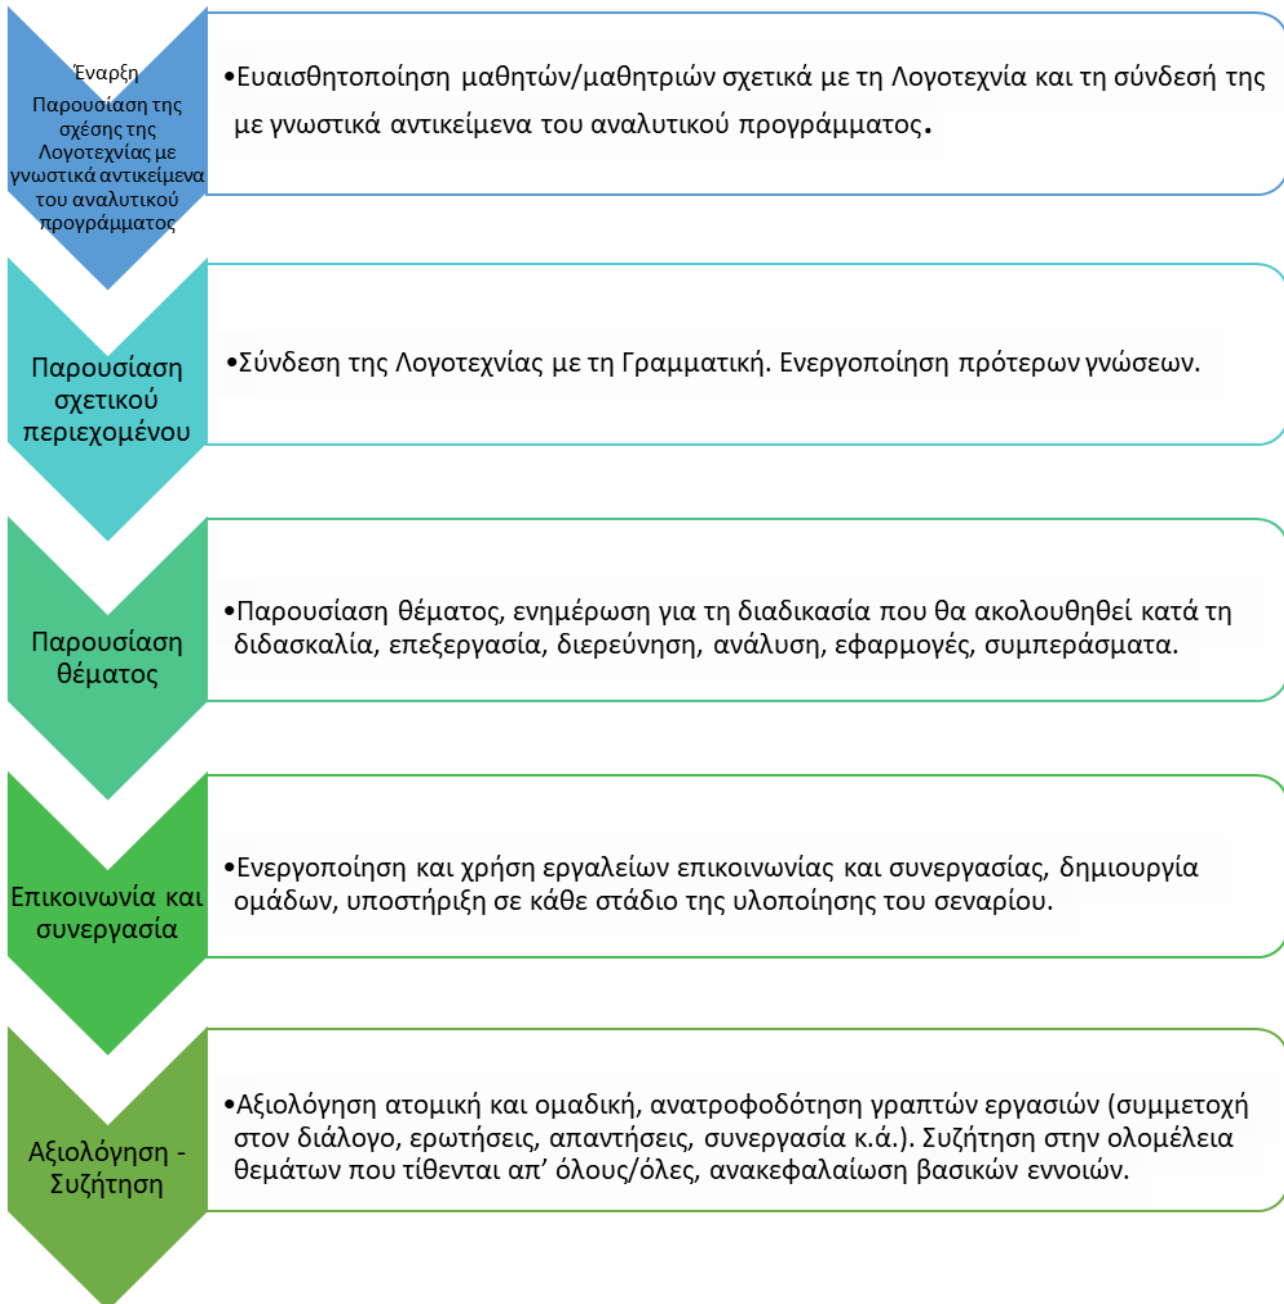 Έναρξη
Παρουσίαση της
σχέσης της
Λογοτεχνίας με
γνωστικά αντικείμενα
του αναλυτικού
προγράμματος
•Ευαισθητοποίηση μαθητών/μαθητριών σχετικά με τη Λογοτεχνία και τη σύνδεσή της
με γνωστικά αντικείμενα του αναλυτικού προγράμματος.
Παρουσίαση
σχετικού
περιεχομένου
•Σύνδεση της Λογοτεχνίας με τη Γραμματική. Ενεργοποίηση πρότερων γνώσεων.
Παρουσίαση
θέματος
•Παρουσίαση θέματος, ενημέρωση για τη διαδικασία που θα ακολουθηθεί κατά τη
διδασκαλία, επεξεργασία, διερεύνηση, ανάλυση, εφαρμογές, συμπεράσματα.
Επικοινωνία και
συνεργασία
•Ενεργοποίηση και χρήση εργαλείων επικοινωνίας και συνεργασίας, δημιουργία
ομάδων, υποστήριξη σε κάθε στάδιο της υλοποίησης του σεναρίου.
Αξιολόγηση -
Συζήτηση
•Αξιολόγηση ατομική και ομαδική, ανατροφοδότηση γραπτών εργασιών (συμμετοχή
στον διάλογο, ερωτήσεις, απαντήσεις, συνεργασία κ.ά.). Συζήτηση στην ολομέλεια
θεμάτων που τίθενται απ’ όλους/όλες, ανακεφαλαίωση βασικών εννοιών.